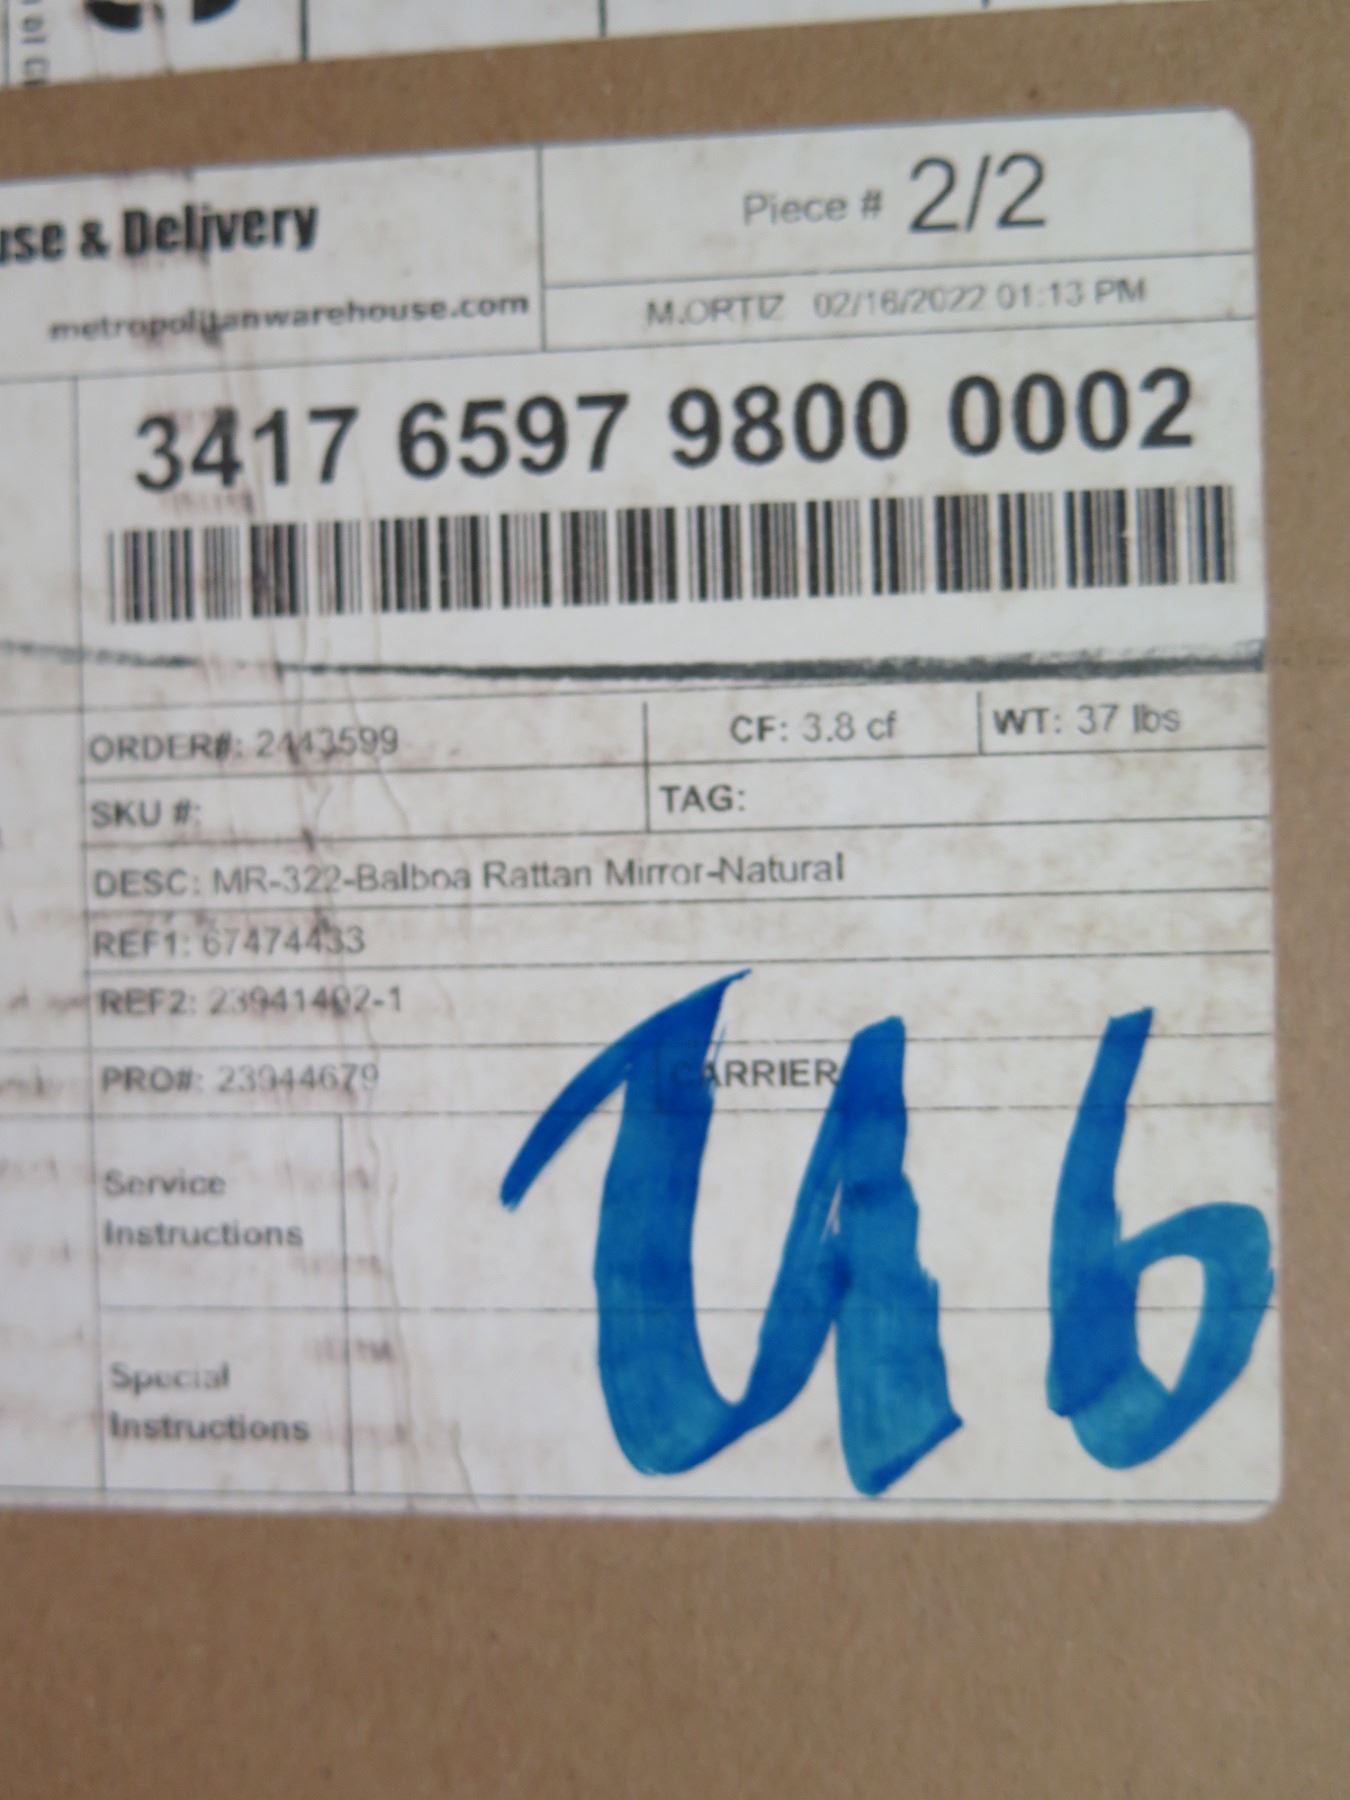 use & Delivery
metropolitanwarehouse.com
Piece # 2/2
M.ORTIZ 02/16/2022 01:13 PM
3417 6597 9800 0002
ORDER#: 2443599
CF: 3.8 cf
WT: 37 lbs
SKU #:
TAG:
DESC: MR-322-Balboa Rattan Mirror-Natural
REF1: 67474433
REF2: 23941402-1
PRO#: 23944679
CARRIER
Service
Instructions
Special
Instructions
U6